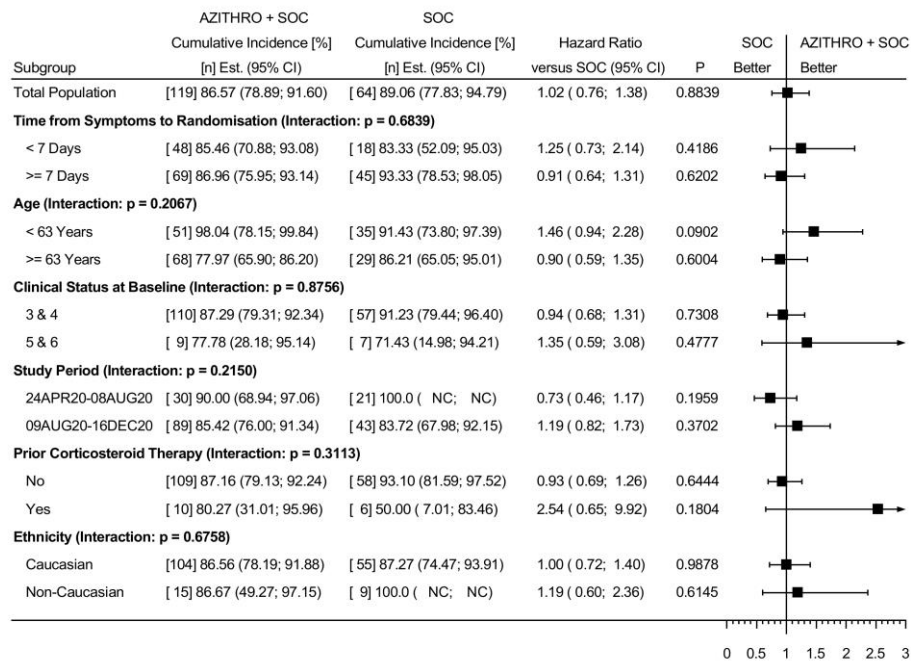 AZITHRO + SOC SOC
Cumulative Incidence [%] Cumulative Incidence [%] Hazard Ratio SOC AZITHRO + SOC
Subgroup [n] Est. (95% CI) [n] Est. (95% CI) versus SOC (95% CI) P Better Better
Total Population [119] 86.57 (78.89; 91.60) [ 64] 89.06 (77.83; 94.79) 1.02 ( 0.76; 1.38) 0.8839
Time from Symptoms to Randomisation (Interaction: p = 0.6839)
< 7 Days [ 48] 85.46 (70.88; 93.08) [ 18] 83.33 (52.09; 95.03) 1.25 ( 0.73; 2.14) 0.4186
>= 7 Days [ 69] 86.96 (75.95; 93.14) [ 45] 93.33 (78.53; 98.05) 0.91 ( 0.64; 1.31) 0.6202
Age (Interaction: p = 0.2067)
< 63 Years [ 51] 98.04 (78.15; 99.84) [ 35] 91.43 (73.80; 97.39) 1.46 ( 0.94; 2.28) 0.0902
>= 63 Years [ 68] 77.97 (65.90; 86.20) [ 29] 86.21 (65.05; 95.01) 0.90 ( 0.59; 1.35) 0.6004
Clinical Status at Baseline (Interaction: p = 0.8756)
3 & 4 [110] 87.29 (79.31; 92.34) [ 57] 91.23 (79.44; 96.40) 0.94 ( 0.68; 1.31) 0.7308
5 & 6 [ 9] 77.78 (28.18; 95.14) [ 7] 71.43 (14.98; 94.21) 1.35 ( 0.59; 3.08) 0.4777
Study Period (Interaction: p = 0.2150)
24APR20-08AUG20 [ 30] 90.00 (68.94; 97.06) [ 21] 100.0 ( NC; NC) 0.73 ( 0.46; 1.17) 0.1959
09AUG20-16DEC20 [ 89] 85.42 (76.00; 91.34) [ 43] 83.72 (67.98; 92.15) 1.19 ( 0.82; 1.73) 0.3702
Prior Corticosteroid Therapy (Interaction: p = 0.3113)
No [109] 87.16 (79.13; 92.24) [ 58] 93.10 (81.59; 97.52) 0.93 ( 0.69; 1.26) 0.6444
Yes [ 10] 80.27 (31.01; 95.96) [ 6] 50.00 ( 7.01; 83.46) 2.54 ( 0.65; 9.92) 0.1804
Ethnicity (Interaction: p = 0.6758)
Caucasian [104] 86.56 (78.19; 91.88) [ 55] 87.27 (74.47; 93.91) 1.00 ( 0.72; 1.40) 0.9878
Non-Caucasian [ 15] 86.67 (49.27; 97.15) [ 9] 100.0 ( NC; NC) 1.19 ( 0.60; 2.36) 0.6145
0 0.5 1 1.5 2 2.5 3